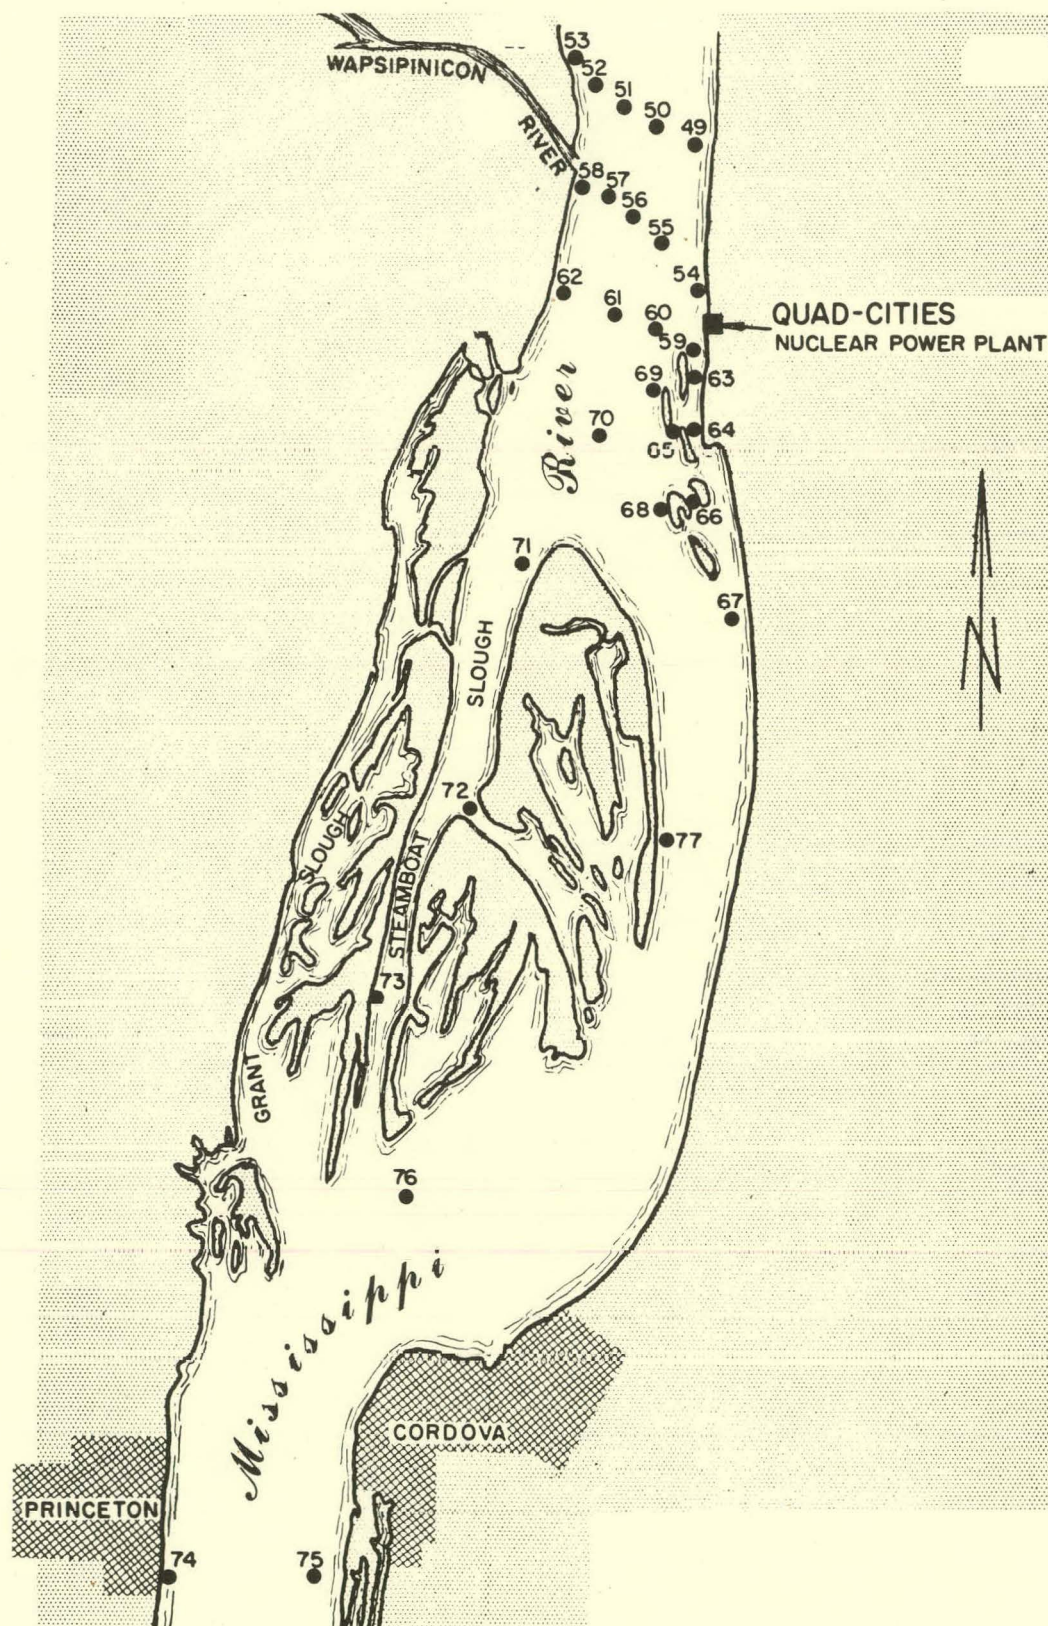 53
52
51
50
49
WAPSIPINICON
RIVER
58
57
56
55
54
62
61
60
59
QUAD-CITIES
NUCLEAR POWER PLANT
69
63
70
65
64
68
66
River
71
67
N
SLOUGH
72
77
SLOUGH
STEAMBOAT
73
GRANT
76
Mississippi
CORDOVA
PRINCETON
74
75